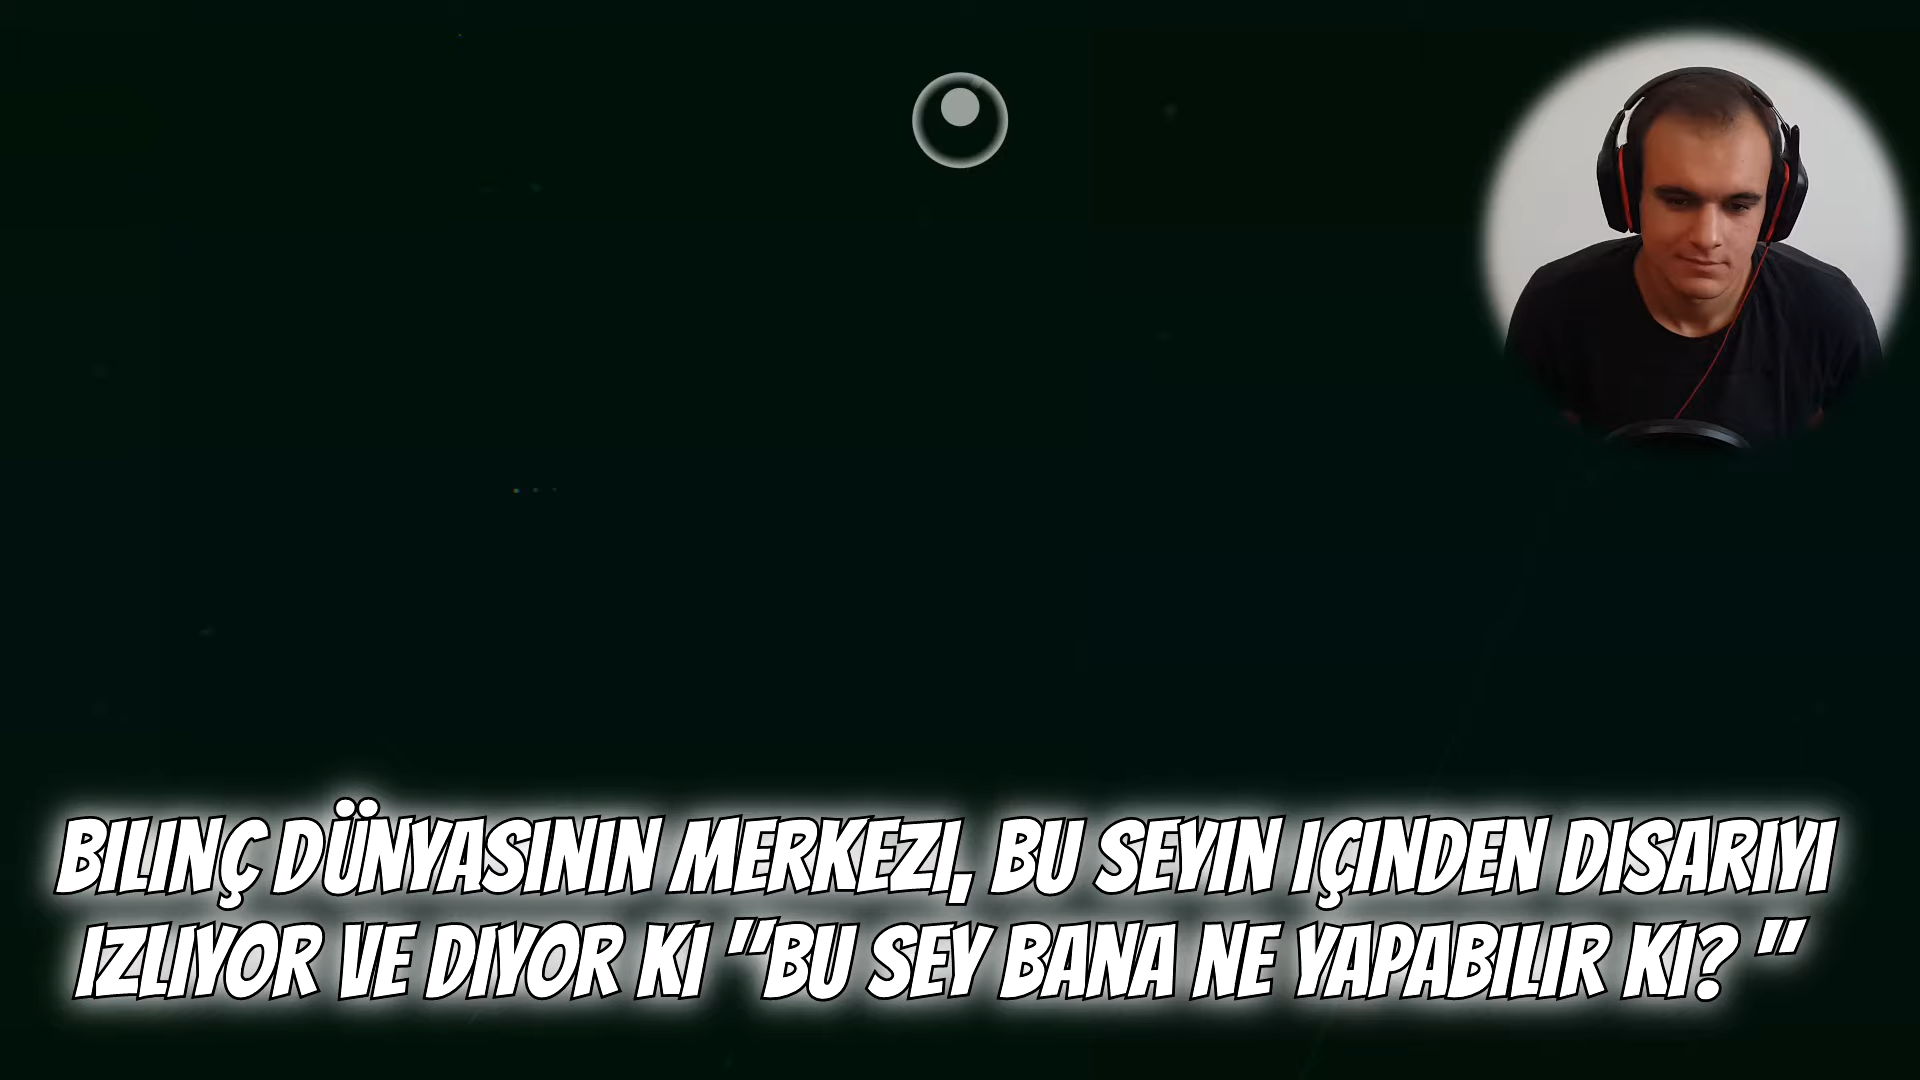 BILINÇ DÜNYASININ MERKEZI, BU SEYIN IÇINDEN DISARIYI
IZLIYOR VE DIYOR KI "BU SEY BANA NE YAPABILIR KI? "